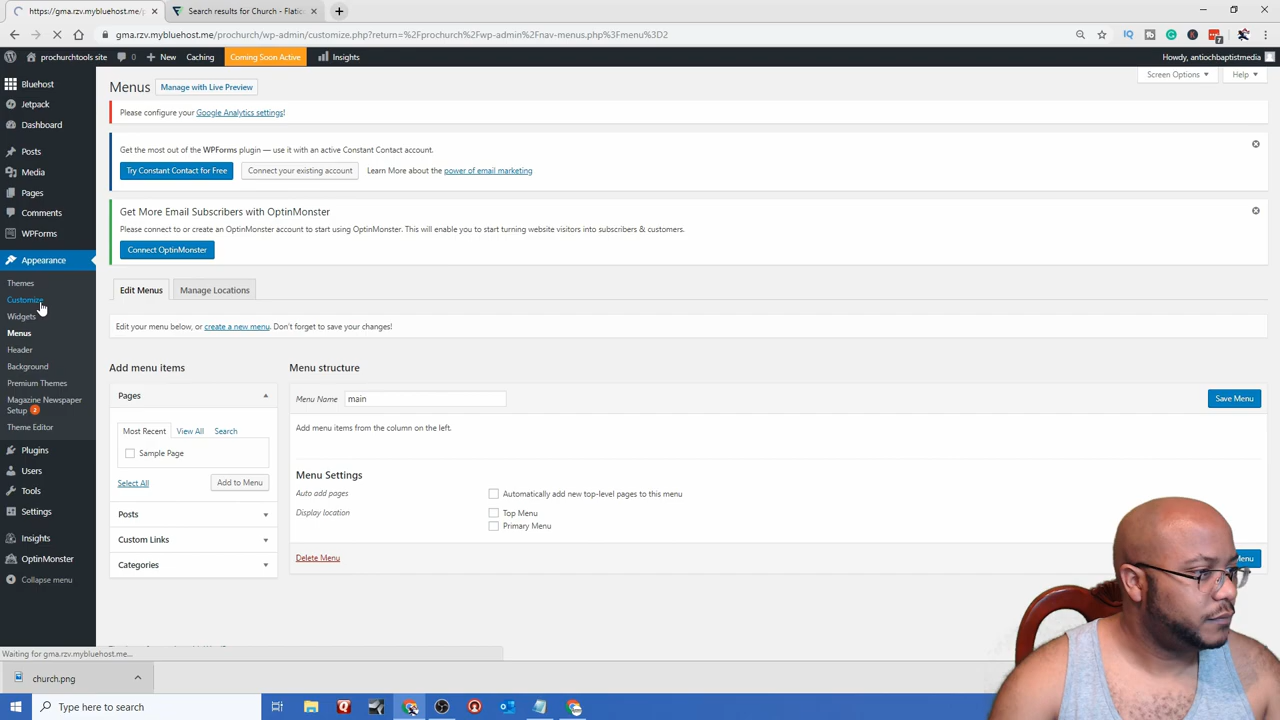 https://gma.rzv.mybluehost.me/p
Search results for Church - Flatic
gma.rzv.mybluehost.me/prochurch/wp-admin/customize.php?return=%2Fprochurch%2Fwp-admin%2Fnav-menus.php%3Fmenu%3D2
prochurchtools site
0
New
Caching
Coming Soon Active
Insights
Howdy, antiochbaptistmedia
Bluehost
Jetpack
Dashboard
Posts
Media
Pages
Comments
WPForms
Appearance
Themes
Customize
Widgets
Menus
Header
Background
Premium Themes
Magazine Newspaper
Setup 2
Theme Editor
Plugins
Users
Tools
Settings
Insights
OptinMonster
Collapse menu
Menus
Manage with Live Preview
Screen Options
Help
Please configure your Google Analytics settings!
Get the most out of the WPForms plugin — use it with an active Constant Contact account.
Try Constant Contact for Free
Connect your existing account
Learn More about the power of email marketing
Get More Email Subscribers with OptinMonster
Please connect to or create an OptinMonster account to start using OptinMonster. This will enable you to start turning website visitors into subscribers & customers.
Connect OptinMonster
Edit Menus
Manage Locations
Edit your menu below, or create a new menu. Don't forget to save your changes!
Add menu items
Pages
Most Recent
View All
Search
Sample Page
Select All
Add to Menu
Posts
Custom Links
Categories
Menu structure
Menu Name
main
Save Menu
Add menu items from the column on the left.
Menu Settings
Auto add pages
Automatically add new top-level pages to this menu
Display location
Top Menu
Primary Menu
Delete Menu
Menu
Waiting for gma.rzv.mybluehost.me...
church.png
Type here to search